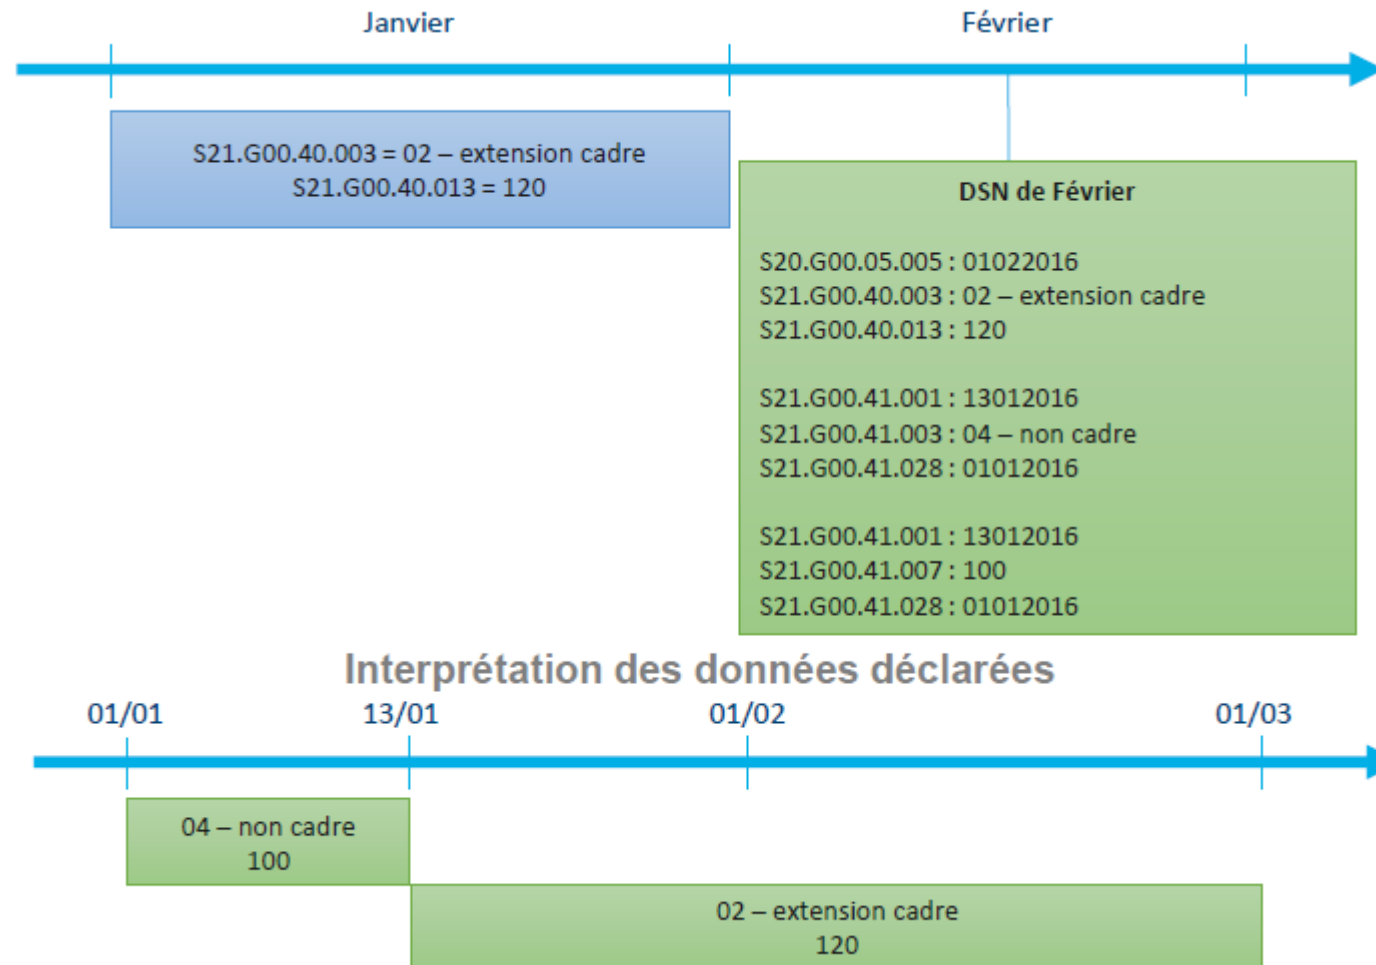 Janvier
Février
S21.G00.40.003 = 02 – extension cadre
S21.G00.40.013 = 120
DSN de Février
S20.G00.05.005 : 01022016
S21.G00.40.003 : 02 – extension cadre
S21.G00.40.013 : 120
S21.G00.41.001 : 13012016
S21.G00.41.003 : 04 – non cadre
S21.G00.41.028 : 01012016
S21.G00.41.001 : 13012016
S21.G00.41.007 : 100
S21.G00.41.028 : 01012016
Interprétation des données déclarées
01/01
13/01
01/02
01/03
04 – non cadre
100
02 – extension cadre
120